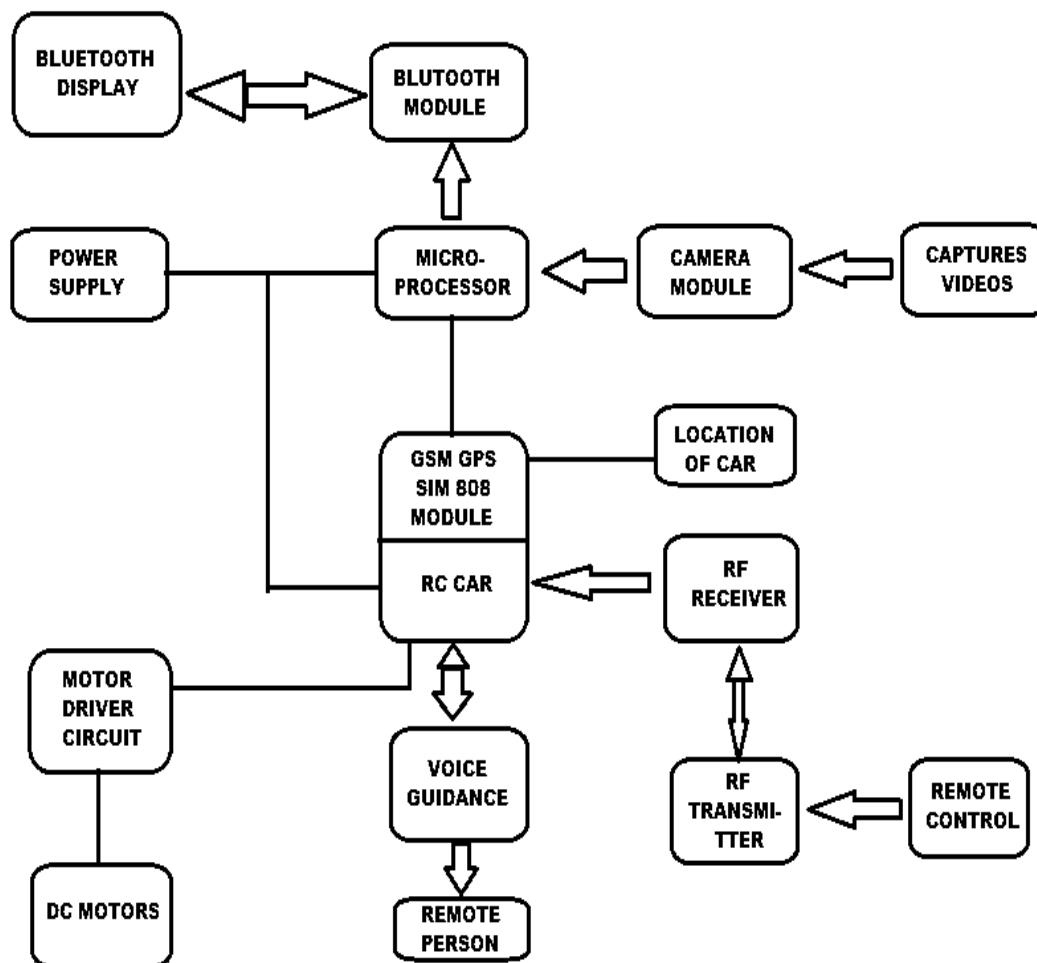 BLUETOOTH
DISPLAY
BLUTOOTH
MODULE
POWER
SUPPLY
MICRO-
PROCESSOR
CAMERA
MODULE
CAPTURES
VIDEOS
GSM GPS
SIM 808
MODULE
LOCATION
OF CAR
RC CAR
RF
RECEIVER
MOTOR
DRIVER
CIRCUIT
VOICE
GUIDANCE
RF
TRANSMI-
TTER
REMOTE
CONTROL
DC MOTORS
REMOTE
PERSON